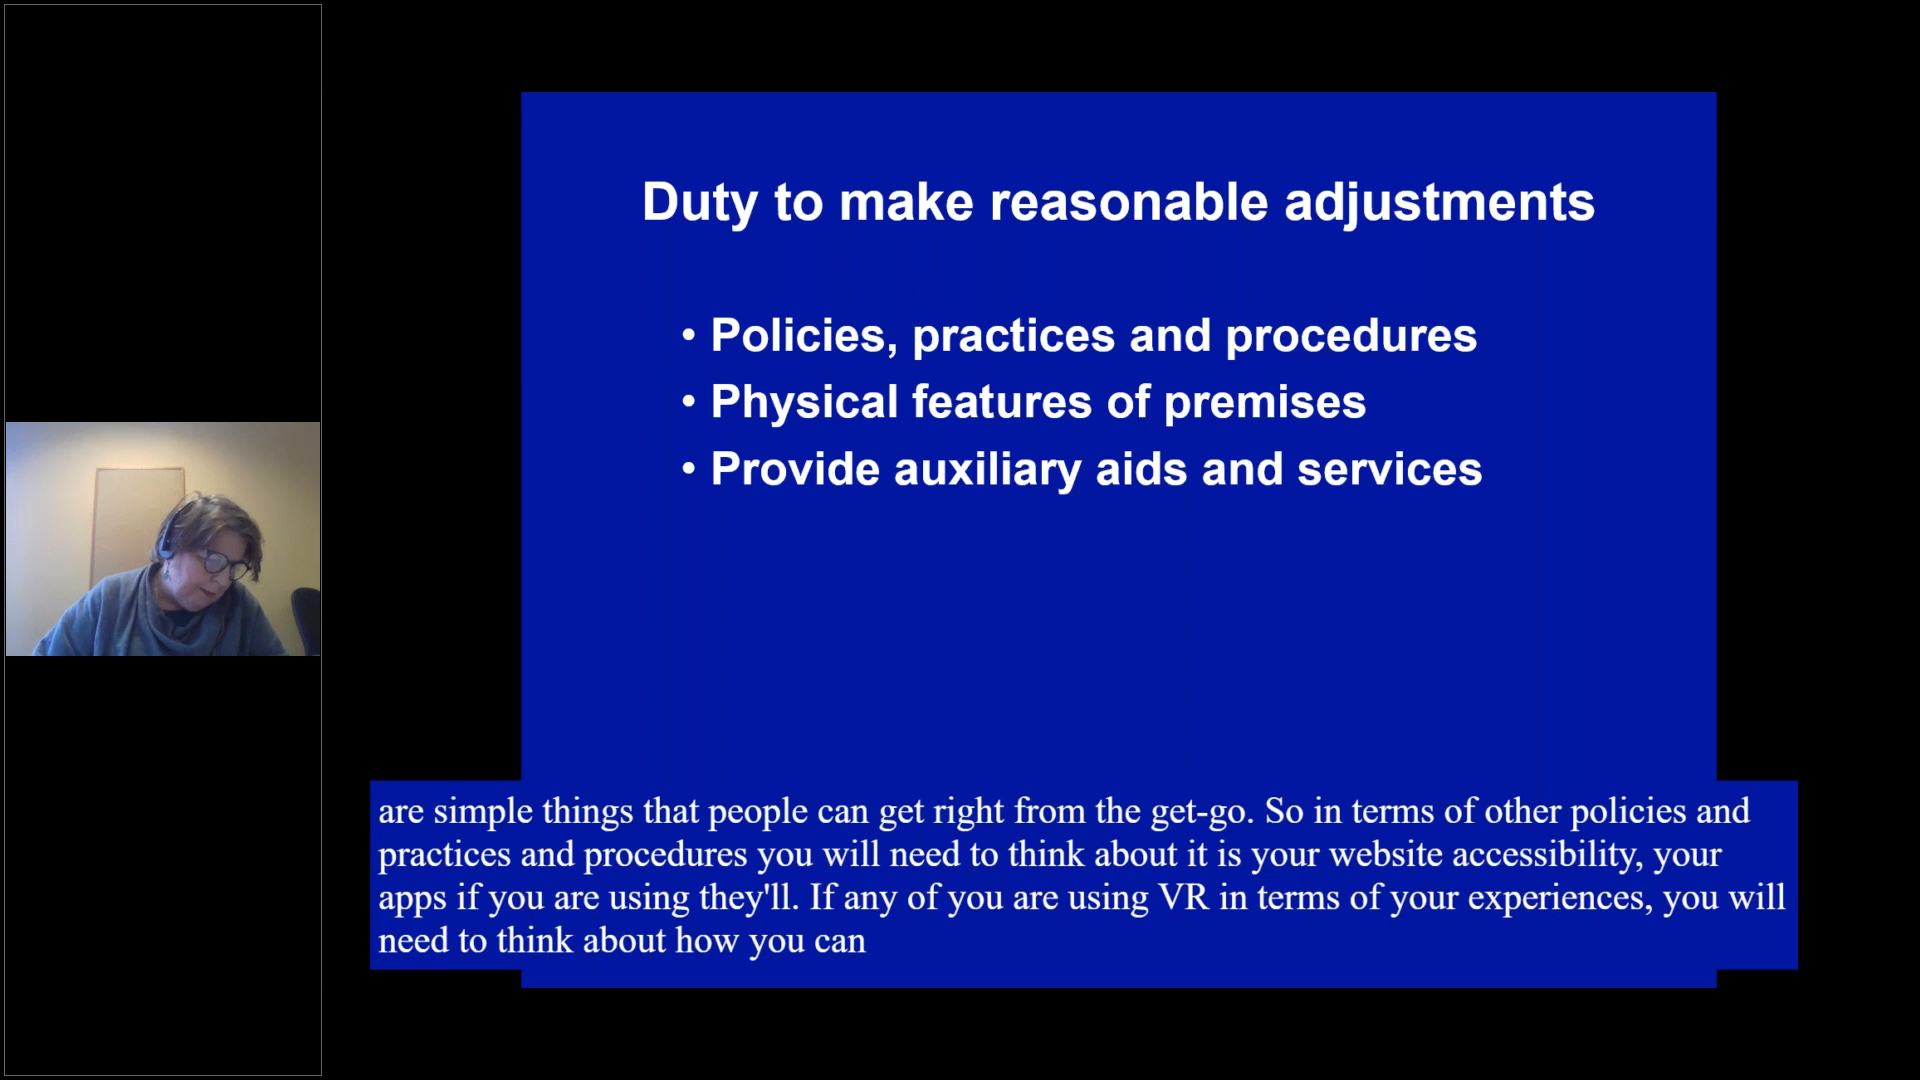 Duty to make reasonable adjustments
• Policies, practices and procedures
• Physical features of premises
• Provide auxiliary aids and services
are simple things that people can get right from the get-go. So in terms of other policies and
practices and procedures you will need to think about it is your website accessibility, your
apps if you are using they'll. If any of you are using VR in terms of your experiences, you will
need to think about how you can